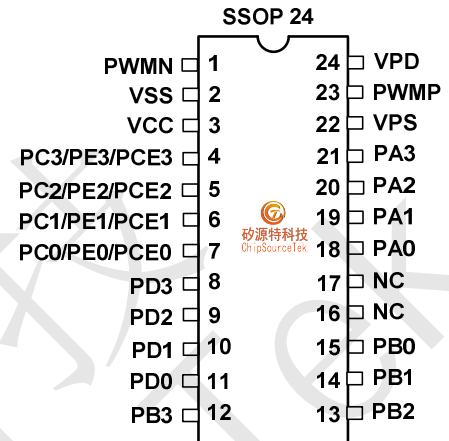 SSOP 24
PWMN 1 24 VPD
VSS 2 23 PWMP
VCC 3 22 VPS
PC3/PE3/PCE3 4 21 PA3
PC2/PE2/PCE2 5 20 PA2
PC1/PE1/PCE1 6 19 PA1
PC0/PE0/PCE0 7 18 PA0
矽源特科技
ChipSourceTek
PD3 8 17 NC
PD2 9 16 NC
PD1 10 15 PB0
PD0 11 14 PB1
PB3 12 13 PB2